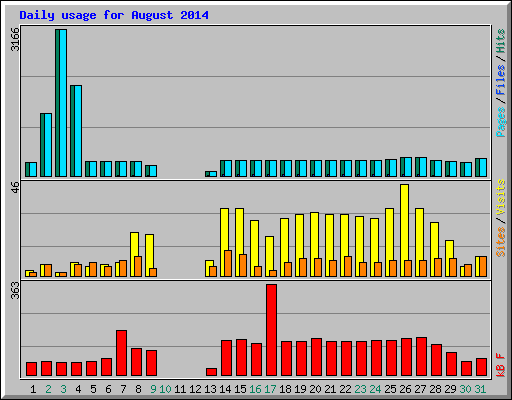 Daily usage for August 2014
3166
Pages / Files / Hits
46
Sites / Visits
363
kB F
1 2 3 4 5 6 7 8 9 10 11 12 13 14 15 16 17 18 19 20 21 22 23 24 25 26 27 28 29 30 31